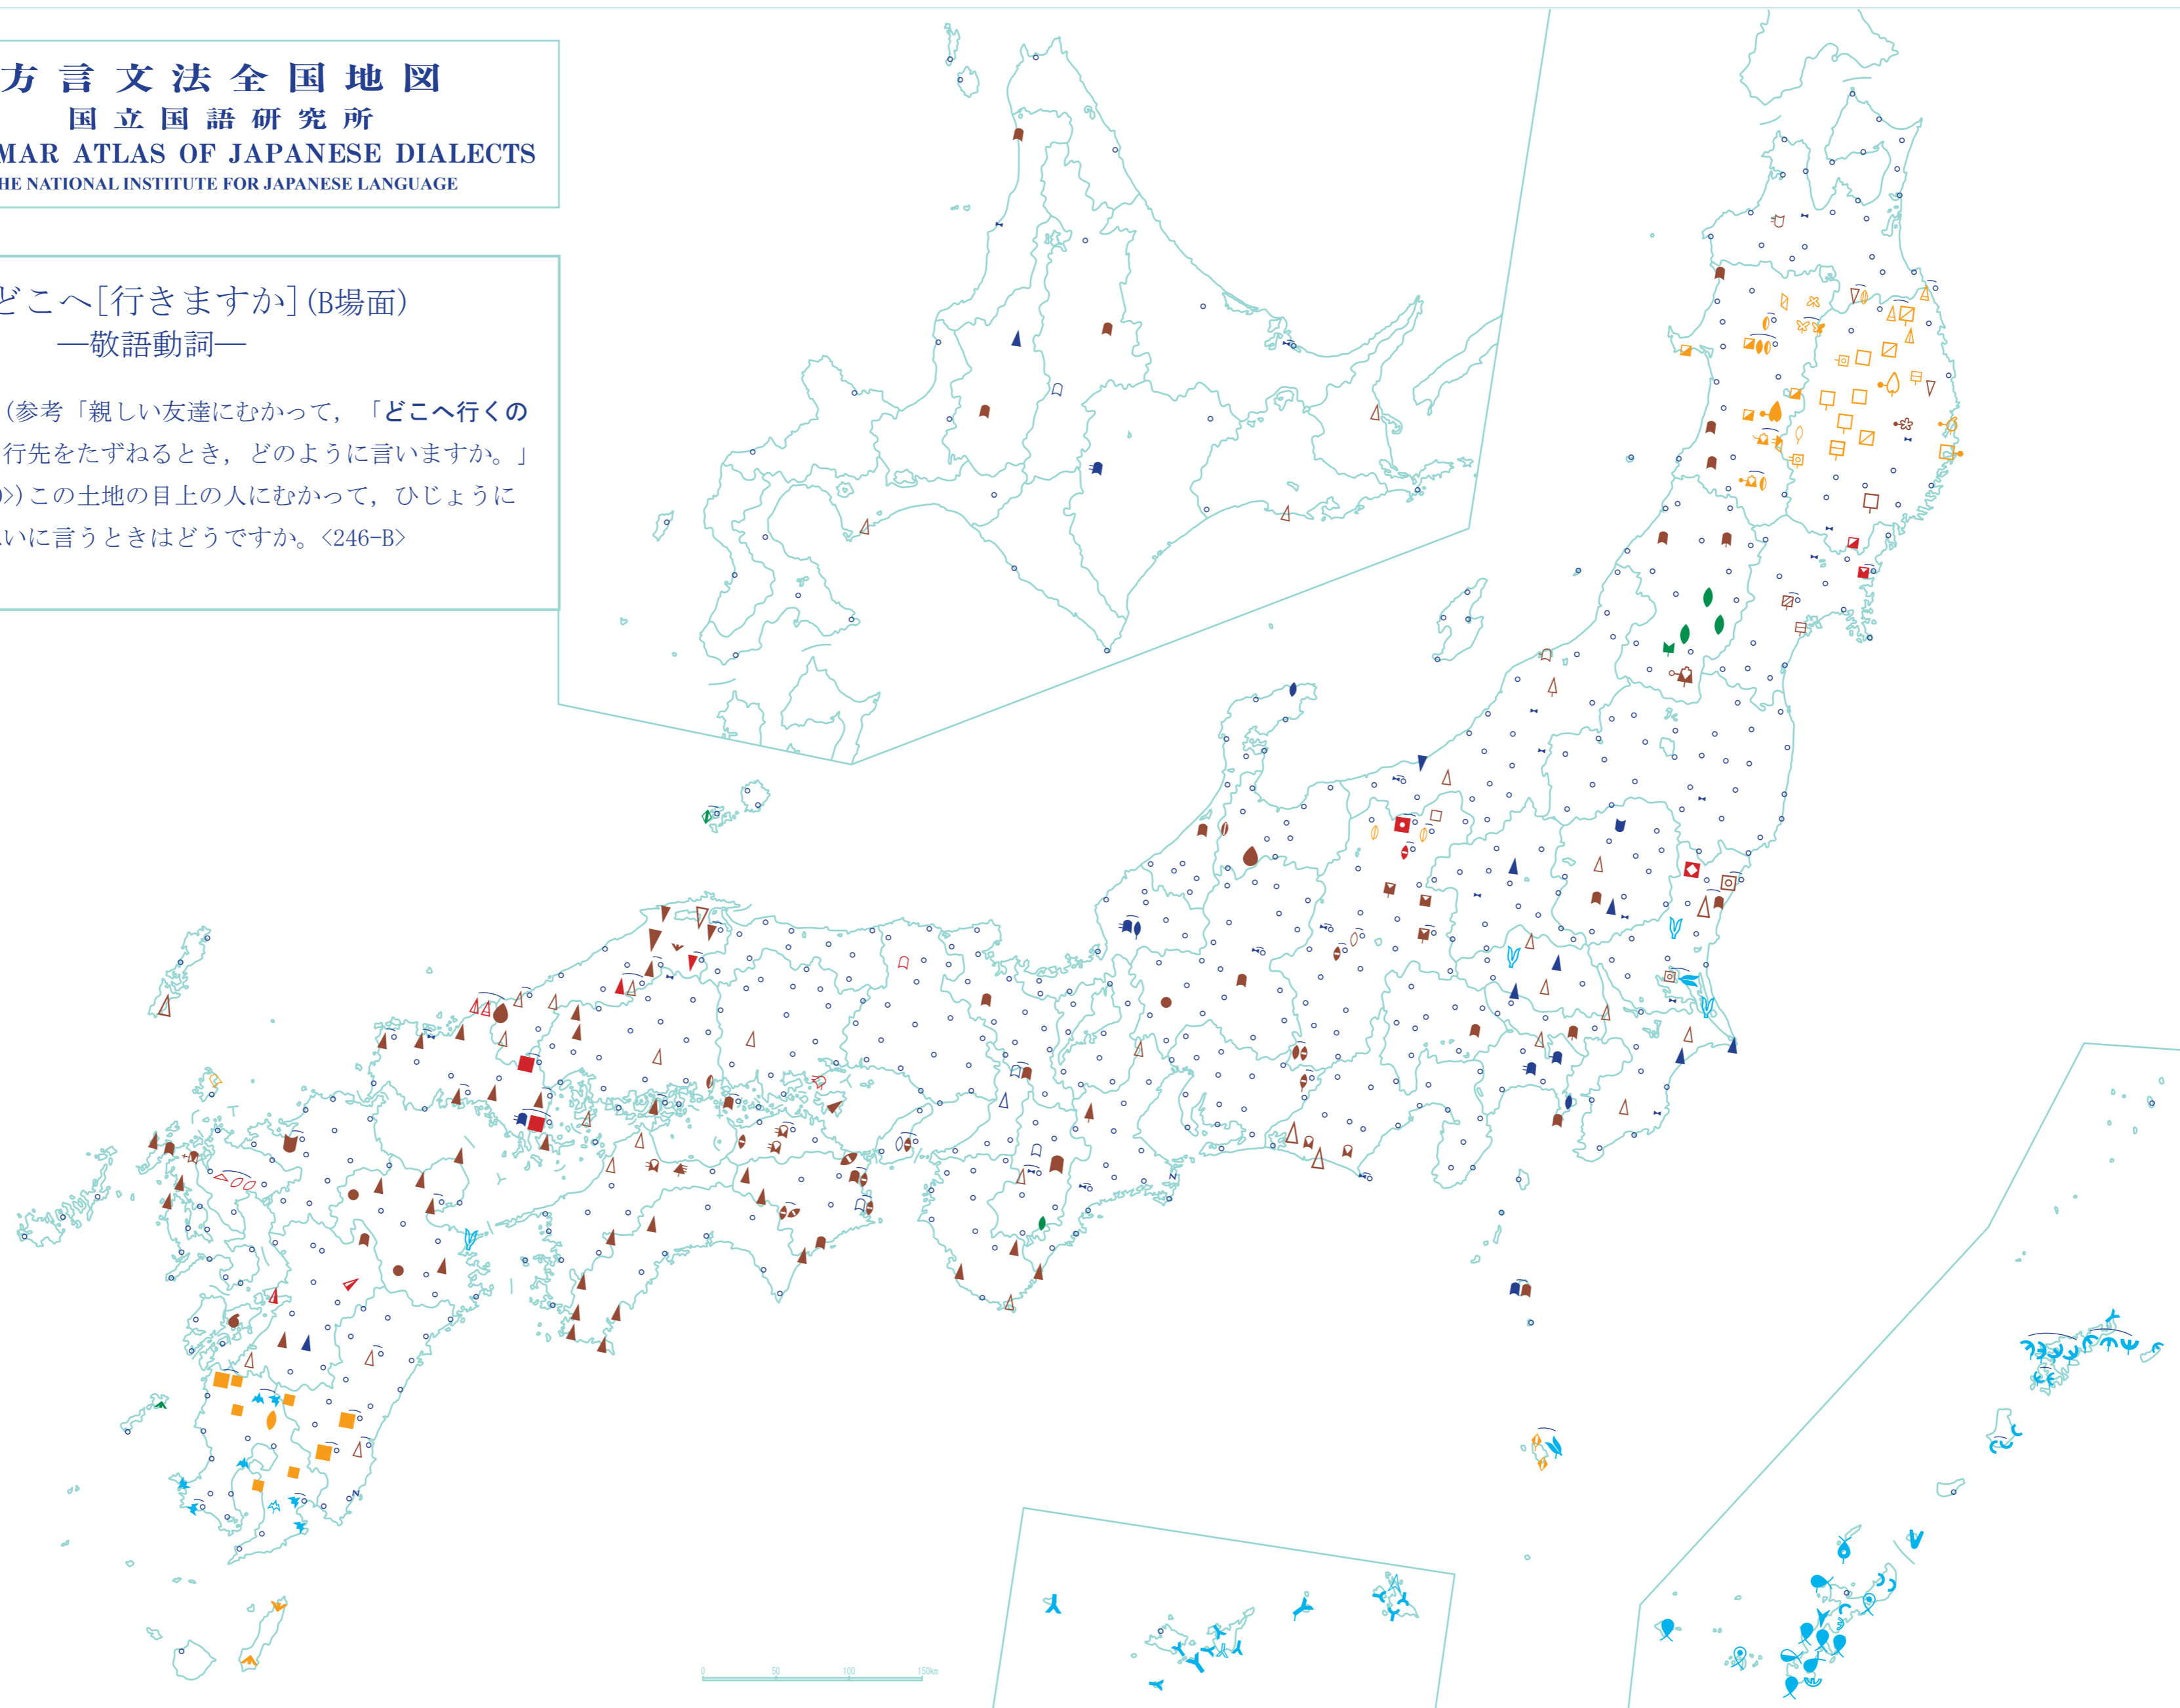 方言文法全国地図
国立国語研究所
MAR ATLAS OF JAPANESE DIALECTS
HE NATIONAL INSTITUTE FOR JAPANESE LANGUAGE
どこへ[行きますか](B場面)
―敬語動詞―
(参考「親しい友達にむかって，「どこへ行くの
行先をたずねるとき，どのように言いますか。」
0>)この土地の目上の人にむかって，ひじょうに
いに言うときはどうですか。<246-B>
0 50 100 150km